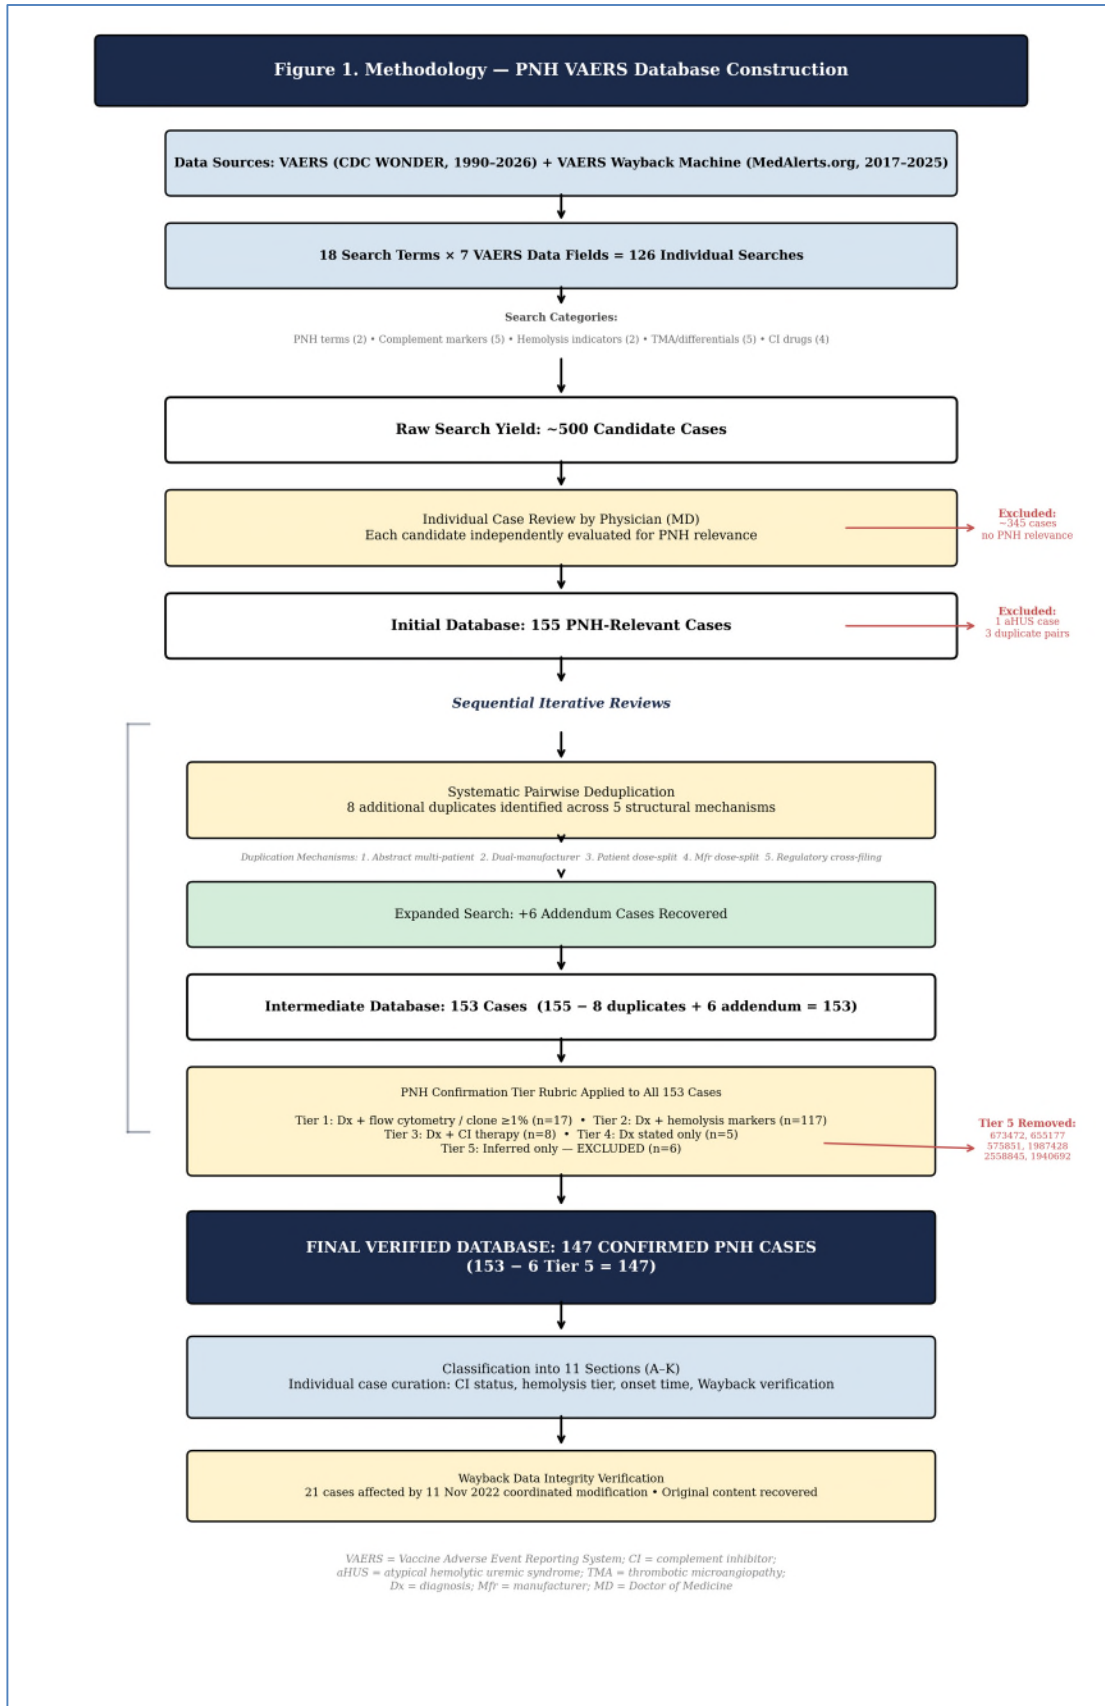 Figure 1. Methodology — PNH VAERS Database Construction
Data Sources: VAERS (CDC WONDER, 1990–2026) + VAERS Wayback Machine (MedAlerts.org, 2017–2025)
18 Search Terms × 7 VAERS Data Fields = 126 Individual Searches
Search Categories:
PNH terms (2) • Complement markers (5) • Hemolysis indicators (2) • TMA/differentials (5) • CI drugs (4)
Raw Search Yield: ~500 Candidate Cases
Individual Case Review by Physician (MD)
Each candidate independently evaluated for PNH relevance
Excluded:
~345 cases
no PNH relevance
Initial Database: 155 PNH-Relevant Cases
Excluded:
1 aHUS case
3 duplicate pairs
Sequential Iterative Reviews
Systematic Pairwise Deduplication
8 additional duplicates identified across 5 structural mechanisms
Duplication Mechanisms: 1. Abstract multi-patient 2. Dual-manufacturer 3. Patient dose-split 4. Mfr dose-split 5. Regulatory cross-filing
Expanded Search: +6 Addendum Cases Recovered
Intermediate Database: 153 Cases (155 − 8 duplicates + 6 addendum = 153)
PNH Confirmation Tier Rubric Applied to All 153 Cases
Tier 1: Dx + flow cytometry / clone ≥1% (n=17) • Tier 2: Dx + hemolysis markers (n=117)
Tier 3: Dx + CI therapy (n=8) • Tier 4: Dx stated only (n=5)
Tier 5: Inferred only — EXCLUDED (n=6)
Tier 5 Removed:
673472, 655177
575851, 1987428
2558845, 1940692
FINAL VERIFIED DATABASE: 147 CONFIRMED PNH CASES
(153 − 6 Tier 5 = 147)
Classification into 11 Sections (A–K)
Individual case curation: CI status, hemolysis tier, onset time, Wayback verification
Wayback Data Integrity Verification
21 cases affected by 11 Nov 2022 coordinated modification • Original content recovered
VAERS = Vaccine Adverse Event Reporting System; CI = complement inhibitor;
aHUS = atypical hemolytic uremic syndrome; TMA = thrombotic microangiopathy;
Dx = diagnosis; Mfr = manufacturer; MD = Doctor of Medicine